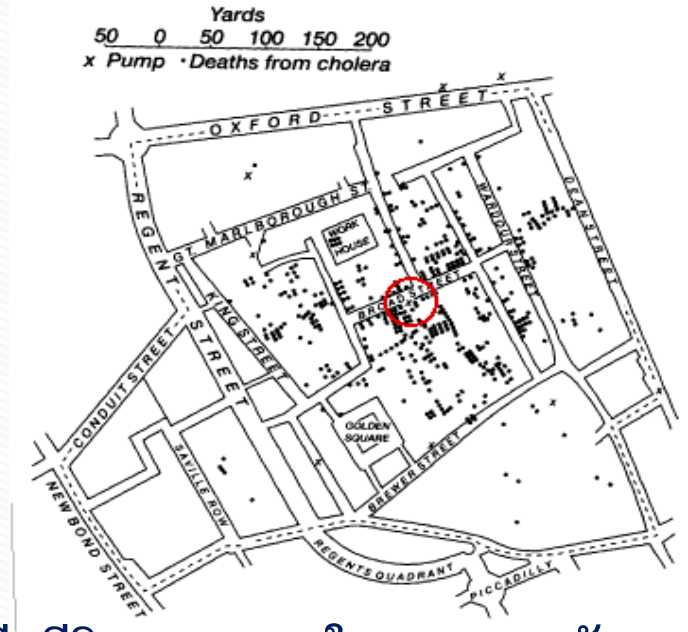 Yards
50 0 50 100 150 200
x Pump • Deaths from cholera
OXFORD STREET
GT MARLBOROUGH ST
REGENT STREET
WORK HOUSE
WARDOUR STREET
DEAN STREET
BROAD STREET
KING STREET
CONDUIT STREET
GOLDEN SQUARE
SAVILLE ROW
BREWER STREET
NEW BOND STREET
REGENTS QUADRANT
PICCADILLY